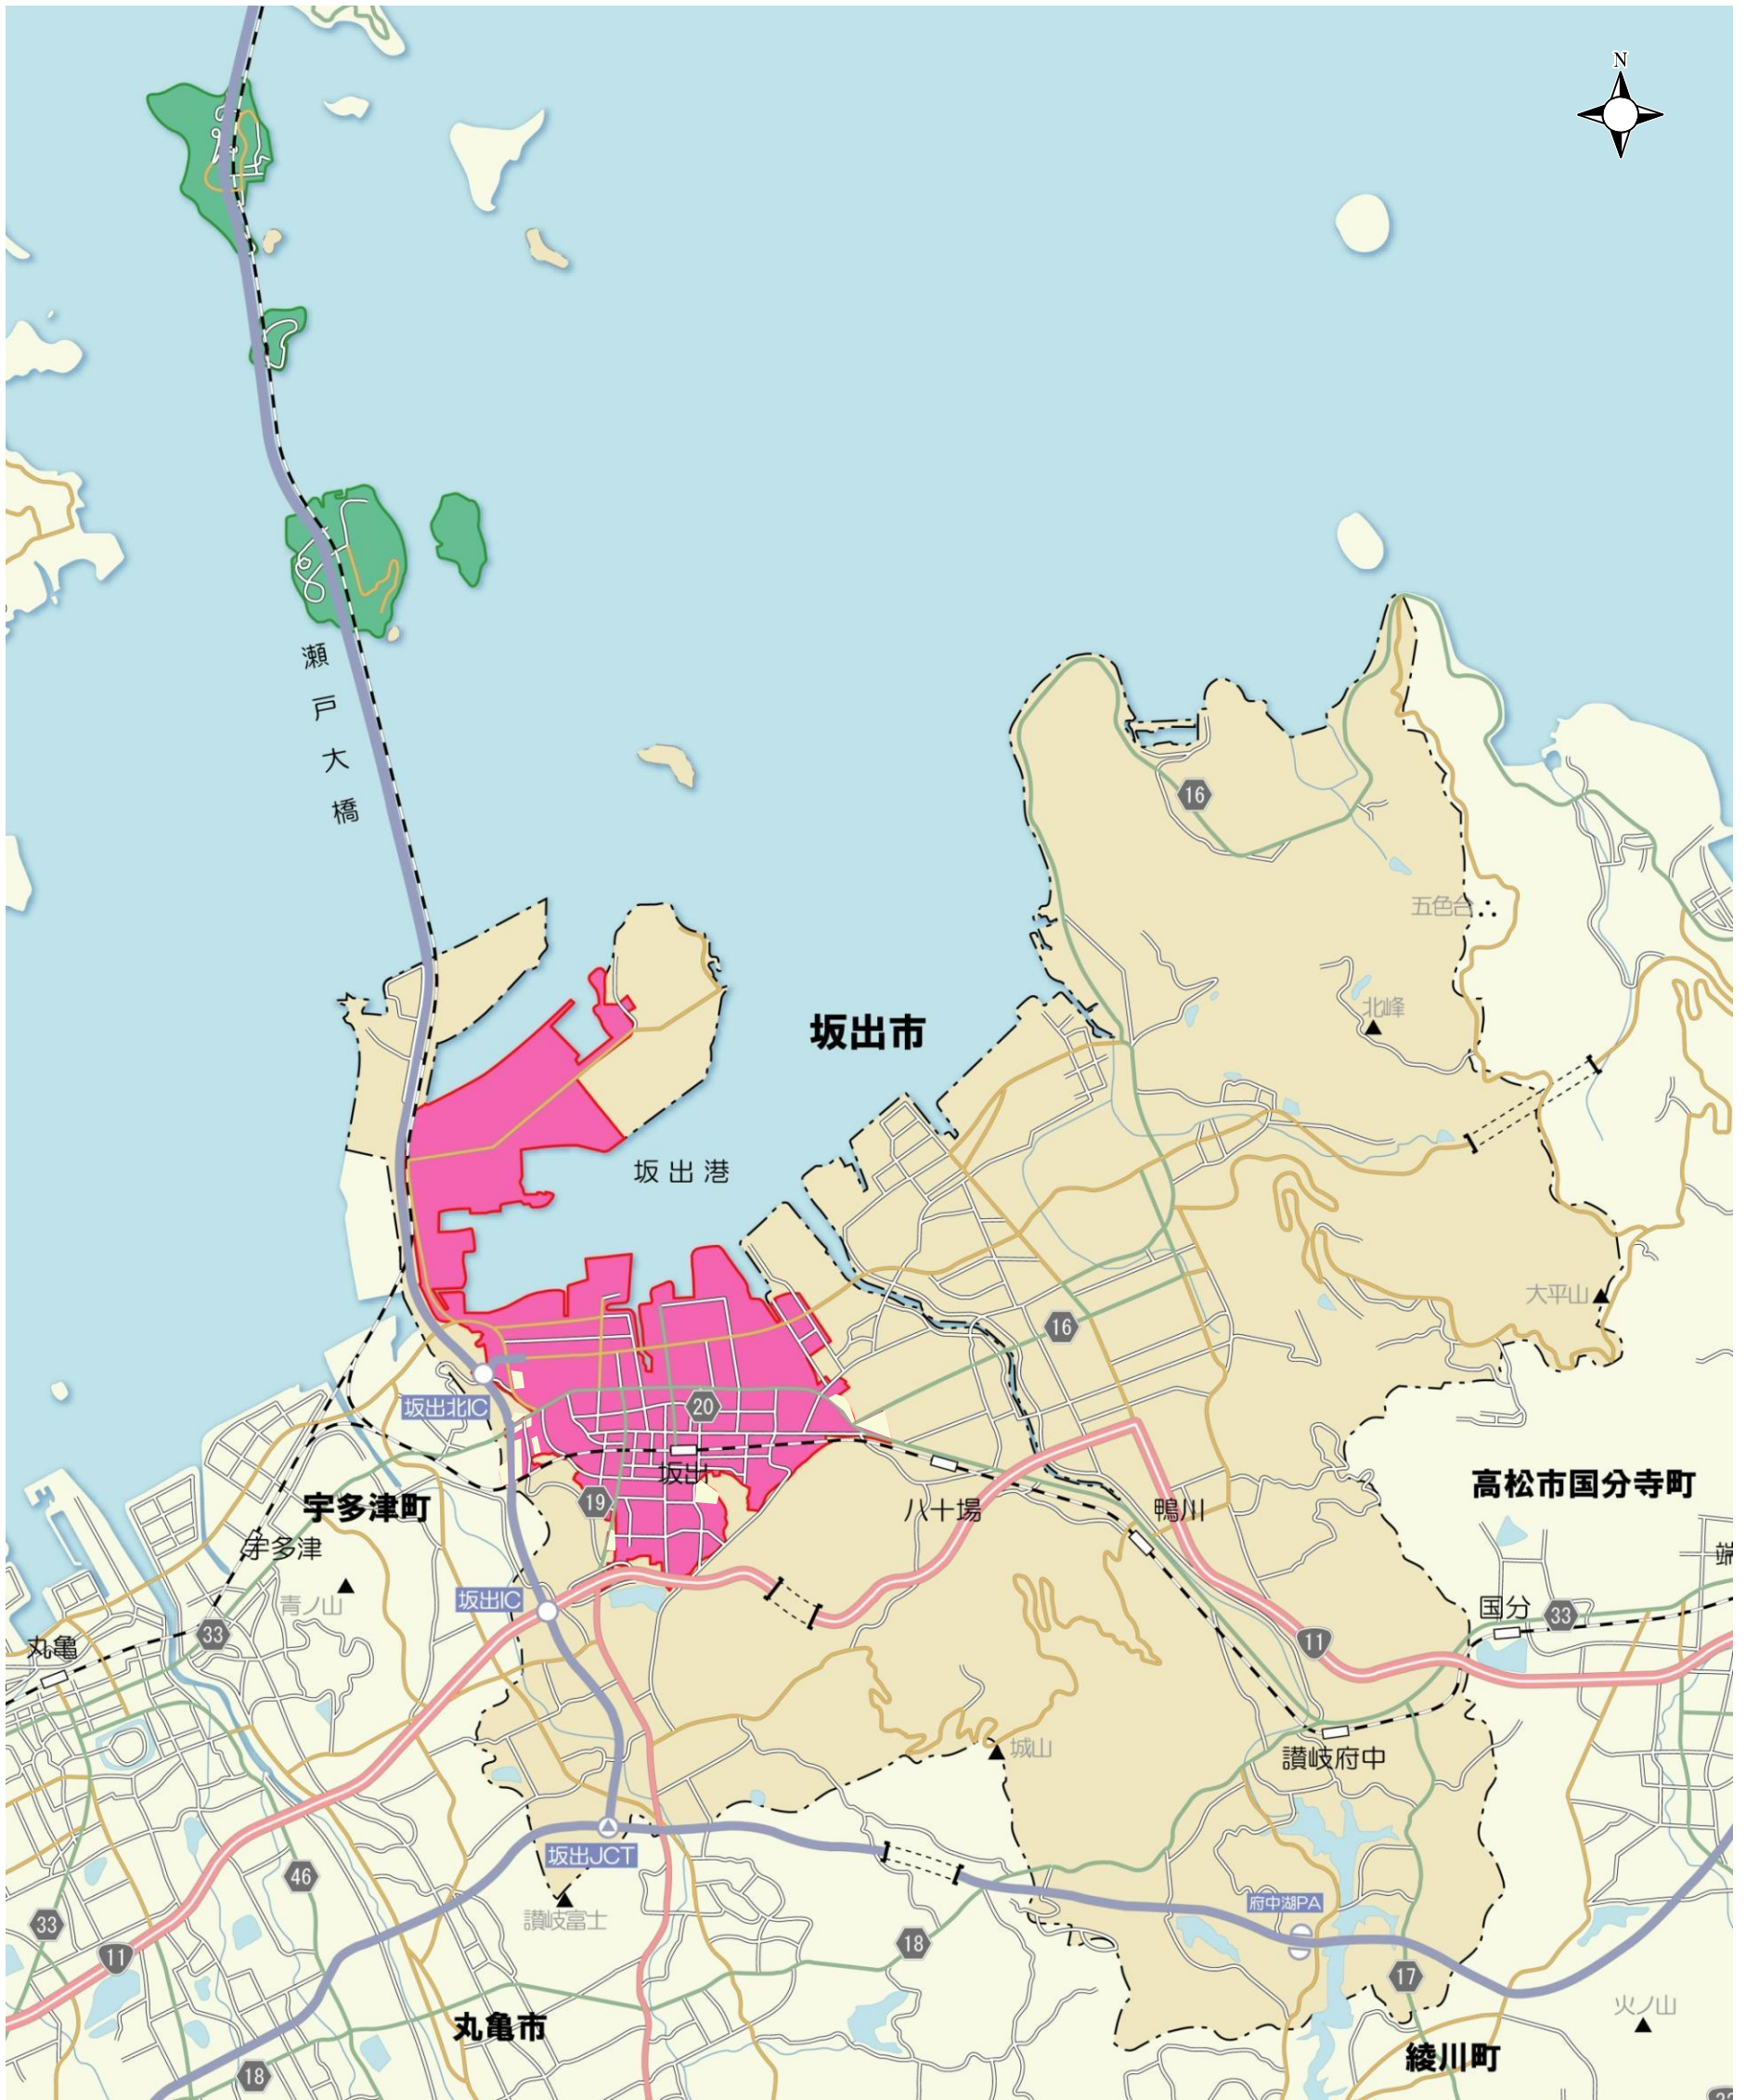 N
瀬戸大橋
16
五色台
北峰
坂出市
坂出港
大平山
16
坂出北IC
20
坂出
高松市国分寺町
宇多津町
19
八十場
鴨川
宇多津
端
青ノ山
坂出IC
国分
33
丸亀
33
11
城山
讃岐府中
坂出JCT
46
府中湖PA
讃岐富士
33
18
11
17
火ノ山
丸亀市
綾川町
18